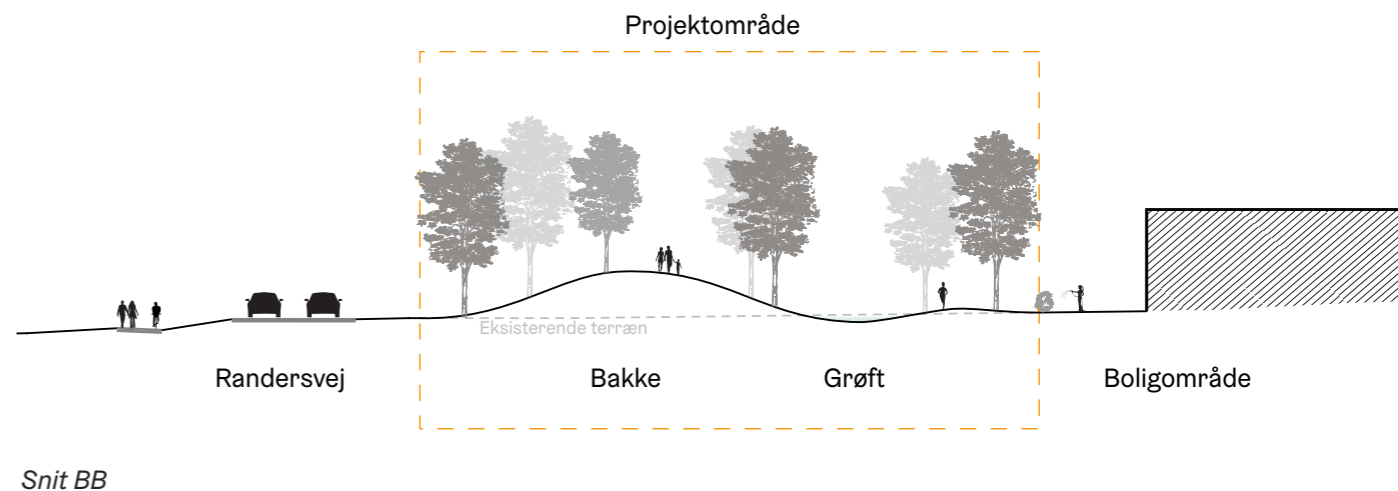 Projektområde
Eksisterende terræn
Randersvej
Bakke
Grøft
Boligområde
Snit BB